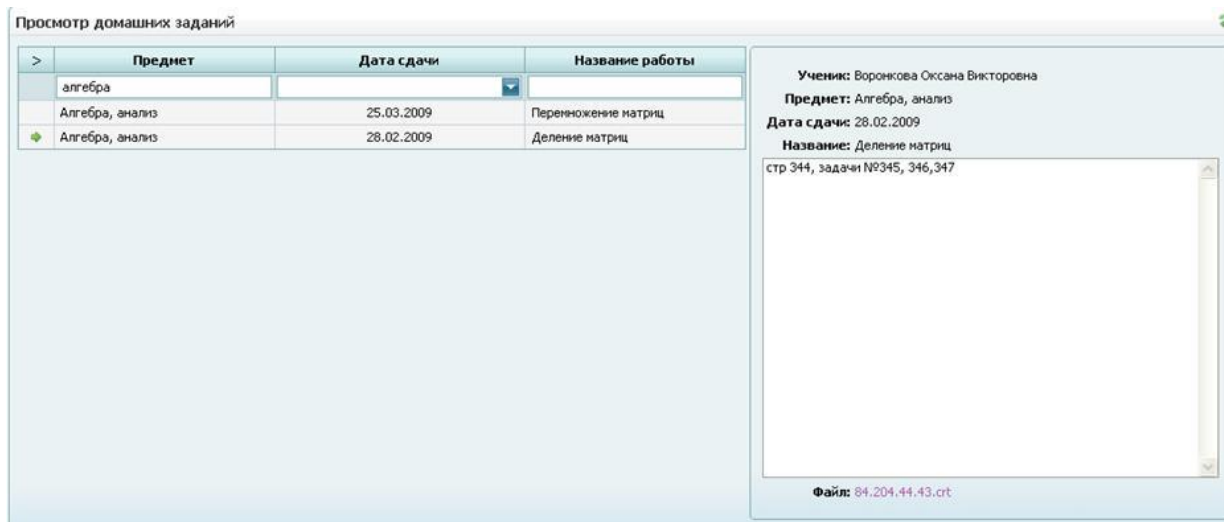 Просмотр домашних заданий
> Предмет Дата сдачи Название работы
алгебра
Алгебра, анализ 25.03.2009 Перемножение матриц
Алгебра, анализ 28.02.2009 Деление матриц
Ученик: Воронкова Оксана Викторовна
Предмет: Алгебра, анализ
Дата сдачи: 28.02.2009
Название: Деление матриц
стр 344, задачи №345, 346,347
Файл: 84.204.44.43.crt